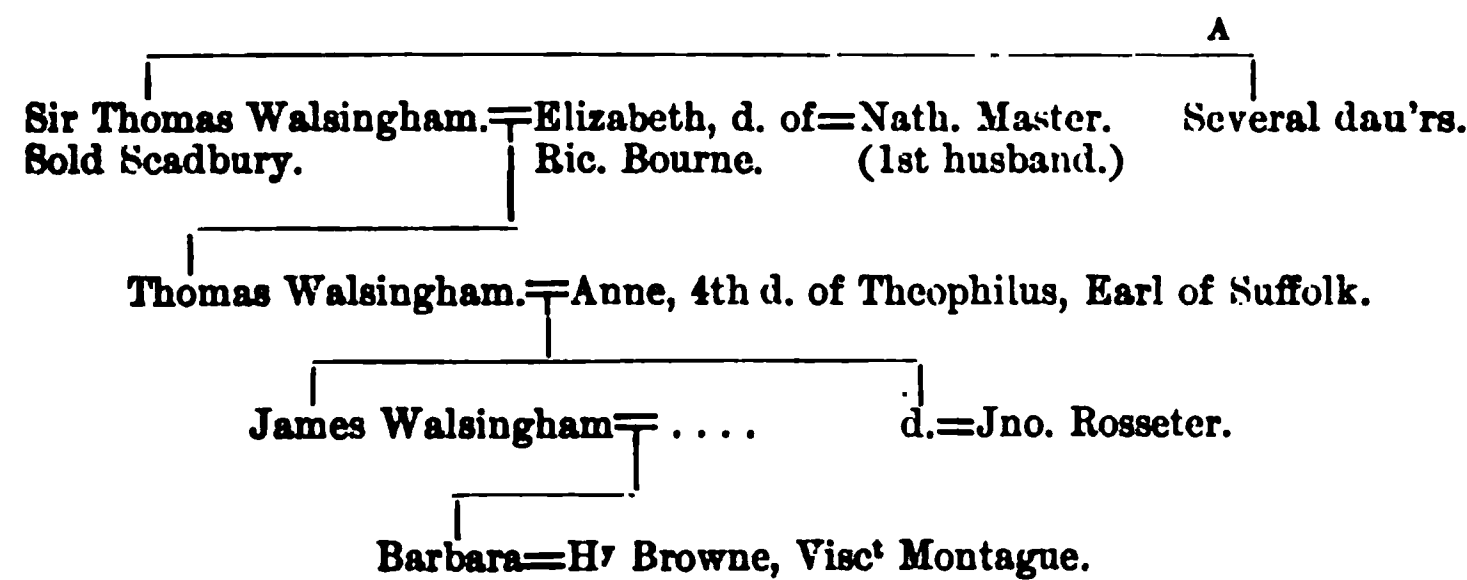 A
Sir Thomas Walsingham.=Elizabeth, d. of=Nath. Master. Several dau'rs.
Sold Scadbury. Ric. Bourne. (1st husband.)
Thomas Walsingham.=Anne, 4th d. of Theophilus, Earl of Suffolk.
James Walsingham=.... d.=Jno. Rosseter.
Barbara=Hʸ Browne, Viscᵗ Montague.